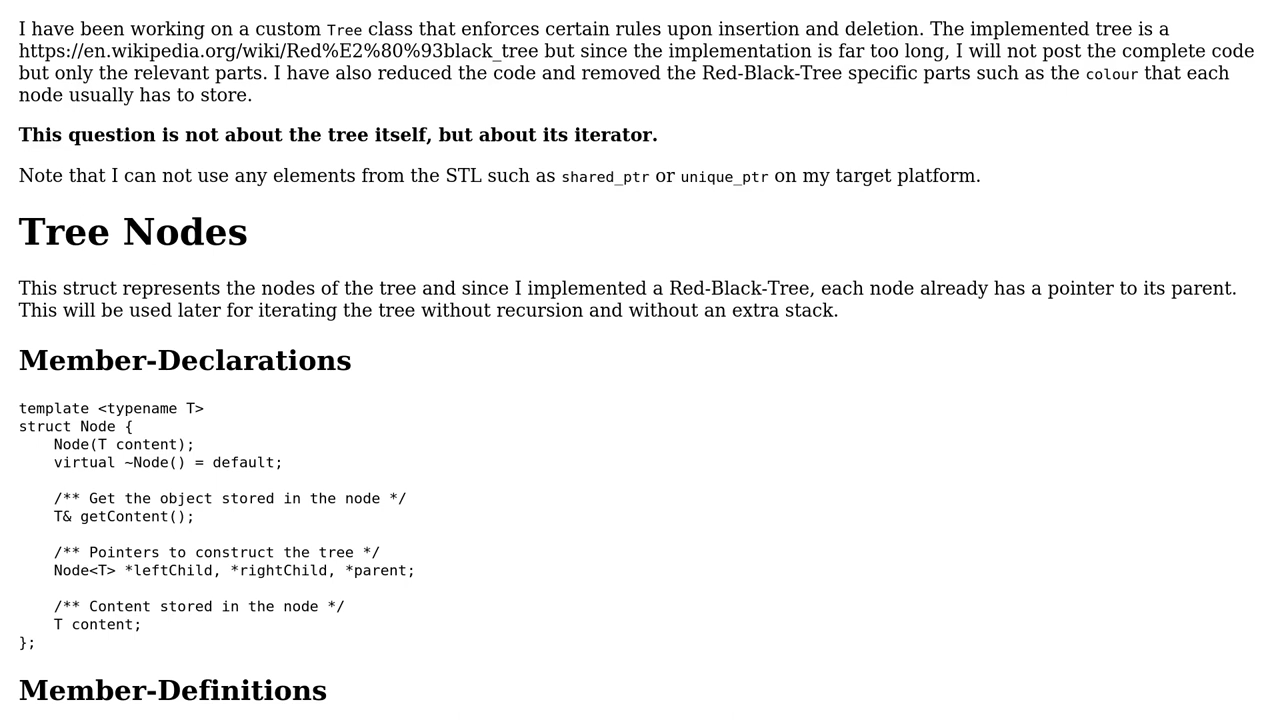 I have been working on a custom Tree class that enforces certain rules upon insertion and deletion. The implemented tree is a
https://en.wikipedia.org/wiki/Red%E2%80%93black_tree but since the implementation is far too long, I will not post the complete code
but only the relevant parts. I have also reduced the code and removed the Red-Black-Tree specific parts such as the colour that each
node usually has to store.
This question is not about the tree itself, but about its iterator.
Note that I can not use any elements from the STL such as shared_ptr or unique_ptr on my target platform.
Tree Nodes
This struct represents the nodes of the tree and since I implemented a Red-Black-Tree, each node already has a pointer to its parent.
This will be used later for iterating the tree without recursion and without an extra stack.
Member-Declarations
template <typename T>
struct Node {
    Node(T content);
    virtual ~Node() = default;
    /** Get the object stored in the node */
    T& getContent();
    /** Pointers to construct the tree */
    Node<T> *leftChild, *rightChild, *parent;
    /** Content stored in the node */
    T content;
};
Member-Definitions